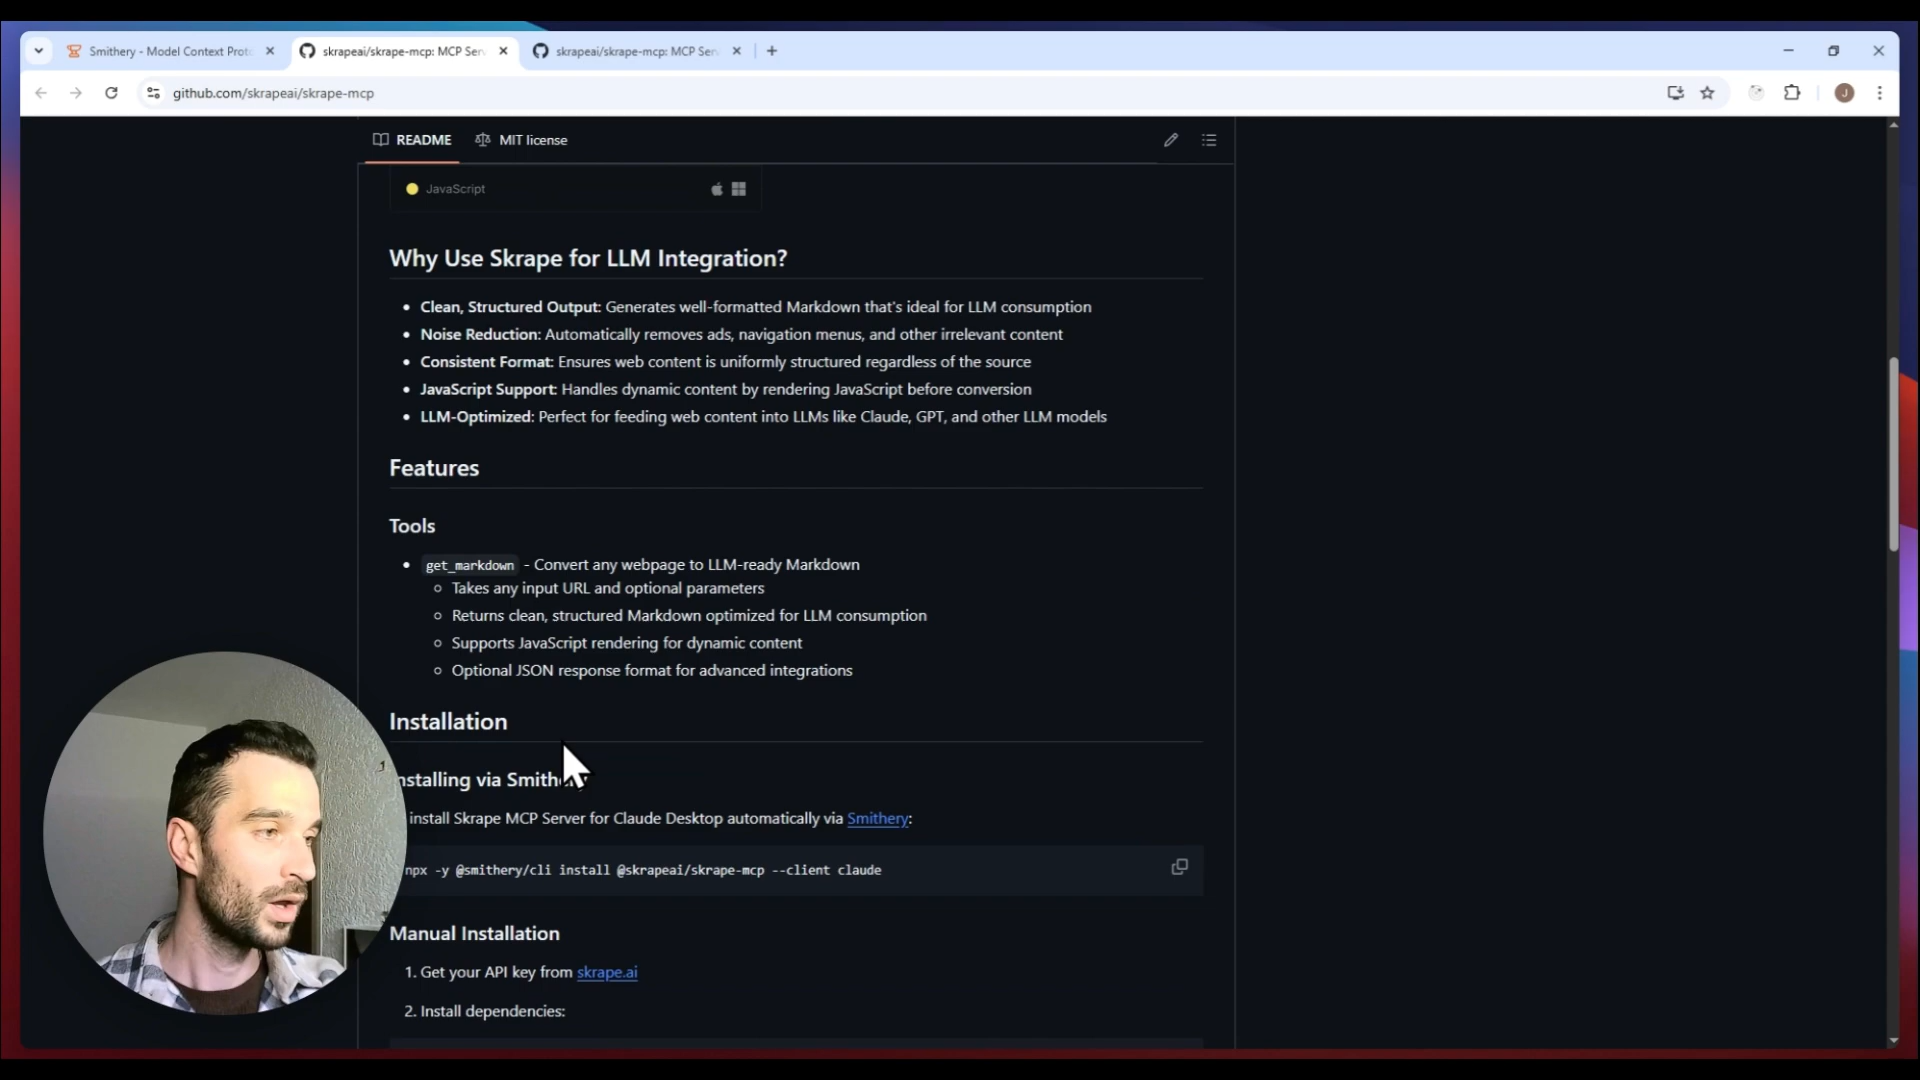 Smithery - Model Context Proto
skrapeai/skrape-mcp: MCP Ser
skrapeai/skrape-mcp: MCP Ser
github.com/skrapeai/skrape-mcp
J
README
MIT license
JavaScript
Why Use Skrape for LLM Integration?
Clean, Structured Output: Generates well-formatted Markdown that's ideal for LLM consumption
Noise Reduction: Automatically removes ads, navigation menus, and other irrelevant content
Consistent Format: Ensures web content is uniformly structured regardless of the source
JavaScript Support: Handles dynamic content by rendering JavaScript before conversion
LLM-Optimized: Perfect for feeding web content into LLMs like Claude, GPT, and other LLM models
Features
Tools
get_markdown - Convert any webpage to LLM-ready Markdown
Takes any input URL and optional parameters
Returns clean, structured Markdown optimized for LLM consumption
Supports JavaScript rendering for dynamic content
Optional JSON response format for advanced integrations
Installation
nstalling via Smithe
install Skrape MCP Server for Claude Desktop automatically via Smithery:
npx -y @smithery/cli install @skrapeai/skrape-mcp --client claude
Manual Installation
1. Get your API key from skrape.ai
2. Install dependencies: